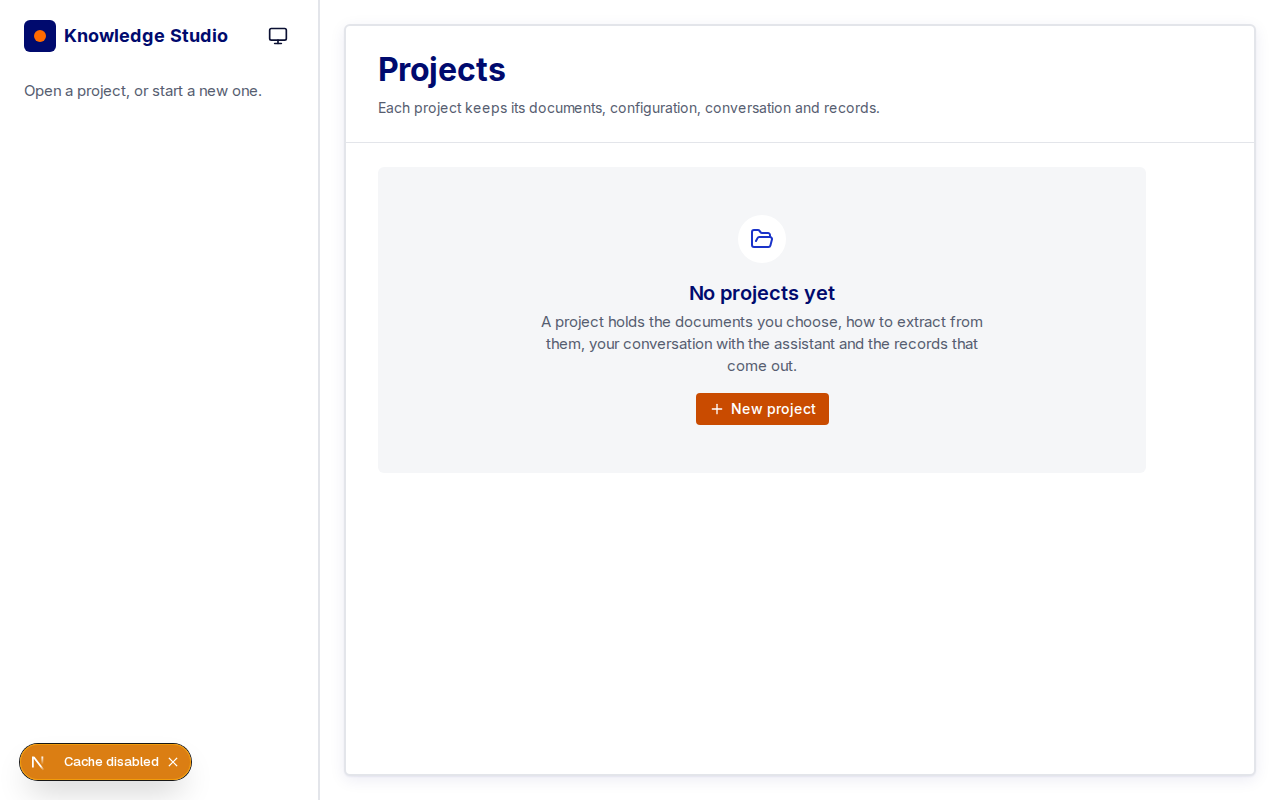 Knowledge Studio
Open a project, or start a new one.
Projects
Each project keeps its documents, configuration, conversation and records.
No projects yet
A project holds the documents you choose, how to extract from
them, your conversation with the assistant and the records that
come out.
New project
Cache disabled